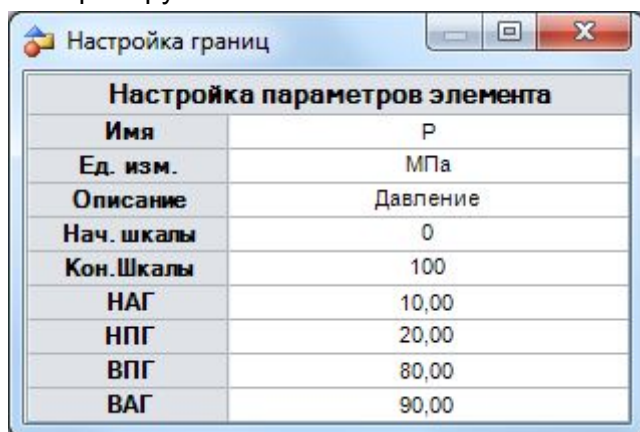 Настройка границ
Настройка параметров элемента
Имя P
Ед. изм. МПа
Описание Давление
Нач. шкалы 0
Кон.Шкалы 100
НАГ 10,00
НПГ 20,00
ВПГ 80,00
ВАГ 90,00